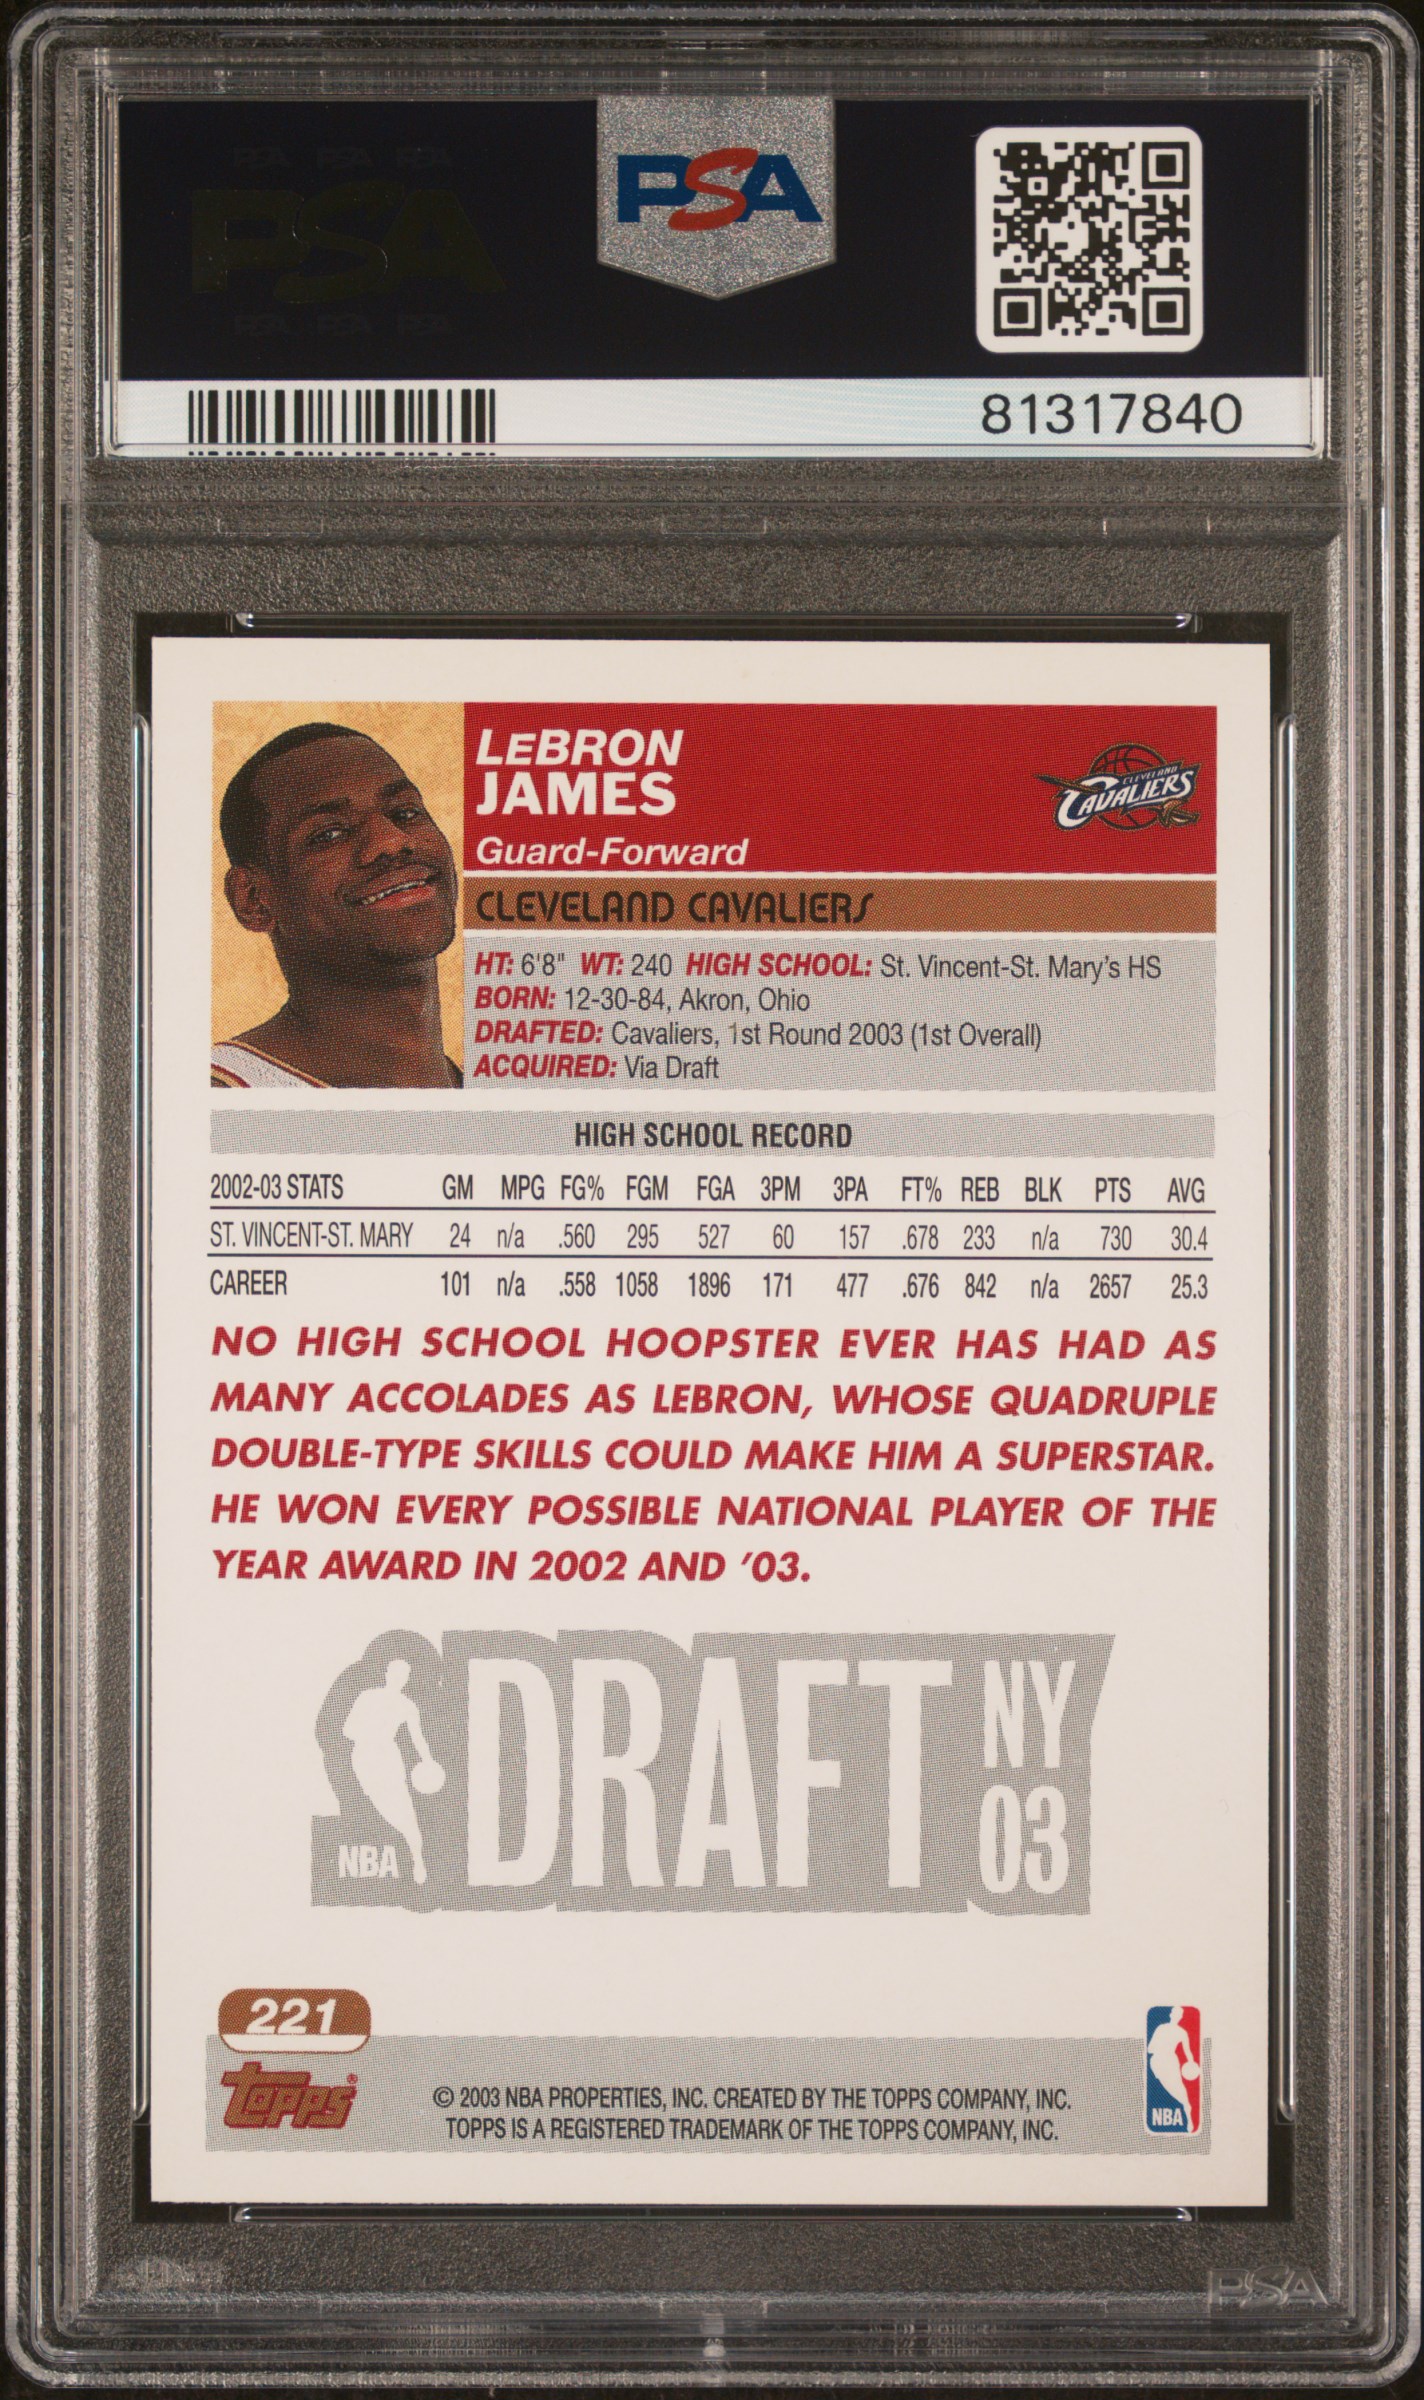 PSA PSA PSA
PSA
PSA PSA PSA
PSA
81317840
LEBRON
JAMES
Guard-Forward
CLEVELAND
CAVALIERS
CLEVELAND CAVALIERS
HT: 6'8" WT: 240 HIGH SCHOOL: St. Vincent-St. Mary's HS
BORN: 12-30-84, Akron, Ohio
DRAFTED: Cavaliers, 1st Round 2003 (1st Overall)
ACQUIRED: Via Draft
HIGH SCHOOL RECORD
2002-03 STATS GM MPG FG% FGM FGA 3PM 3PA FT% REB BLK PTS AVG
ST. VINCENT-ST. MARY 24 n/a .560 295 527 60 157 .678 233 n/a 730 30.4
CAREER 101 n/a .558 1058 1896 171 477 .676 842 n/a 2657 25.3
NO HIGH SCHOOL HOOPSTER EVER HAS HAD AS
MANY ACCOLADES AS LEBRON, WHOSE QUADRUPLE
DOUBLE-TYPE SKILLS COULD MAKE HIM A SUPERSTAR.
HE WON EVERY POSSIBLE NATIONAL PLAYER OF THE
YEAR AWARD IN 2002 AND '03.
NBA DRAFT NY
03
221
Topps®
© 2003 NBA PROPERTIES, INC. CREATED BY THE TOPPS COMPANY, INC.
TOPPS IS A REGISTERED TRADEMARK OF THE TOPPS COMPANY, INC.
NBA
PSA